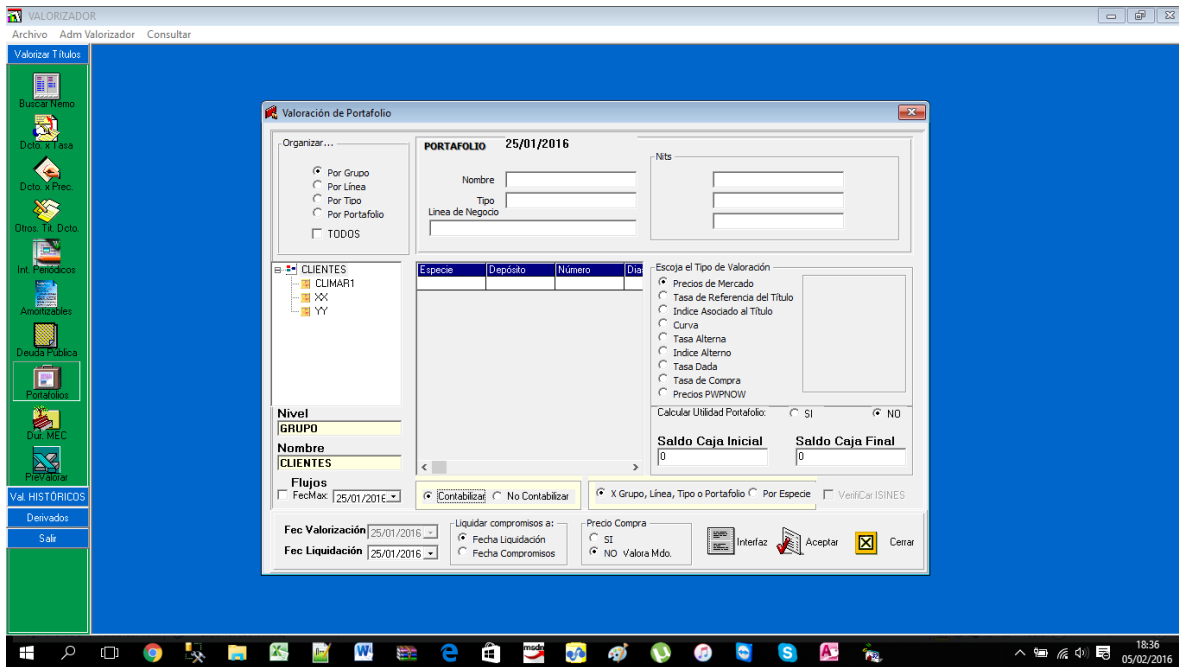 VALORIZADOR
Archivo Adm Valorizador Consultar
Valorizar Títulos
Buscar Nemo
Dcto. x Tasa
Dcto. x Prec.
Otros. Tit. Dcto.
Int. Periódicos
Amortizables
Deuda Pública
Portafolios
Dur. MEC
PreValorar
Val. HISTÓRICOS
Derivados
Salir
Valoración de Portafolio
Organizar...
Por Grupo
Por Línea
Por Tipo
Por Portafolio
TODOS
PORTAFOLIO 25/01/2016
Nombre
Tipo
Linea de Negocio
Nits
CLIENTES
CLIMAR1
XX
YY
Especie Depósito Número Dia
Escoja el Tipo de Valoración
Precios de Mercado
Tasa de Referencia del Título
Indice Asociado al Título
Curva
Tasa Alterna
Indice Alterno
Tasa Dada
Tasa de Compra
Precios PWPNOW
Calcular Utilidad Portafolio: SI NO
Saldo Caja Inicial Saldo Caja Final
0 0
Nivel
GRUPO
Nombre
CLIENTES
Flujos
FecMax: 25/01/2016
Contabilizar No Contabilizar
X Grupo, Línea, Tipo o Portafolio Por Especie VerifiCar ISINES
Fec Valorización 25/01/2016
Fec Liquidación 25/01/2016
Liquidar compromisos a:
Fecha Liquidación
Fecha Compromisos
Precio Compra
SI
NO Valora Mdo.
Interfaz Aceptar Cerrar
msdn
18:36
05/02/2016